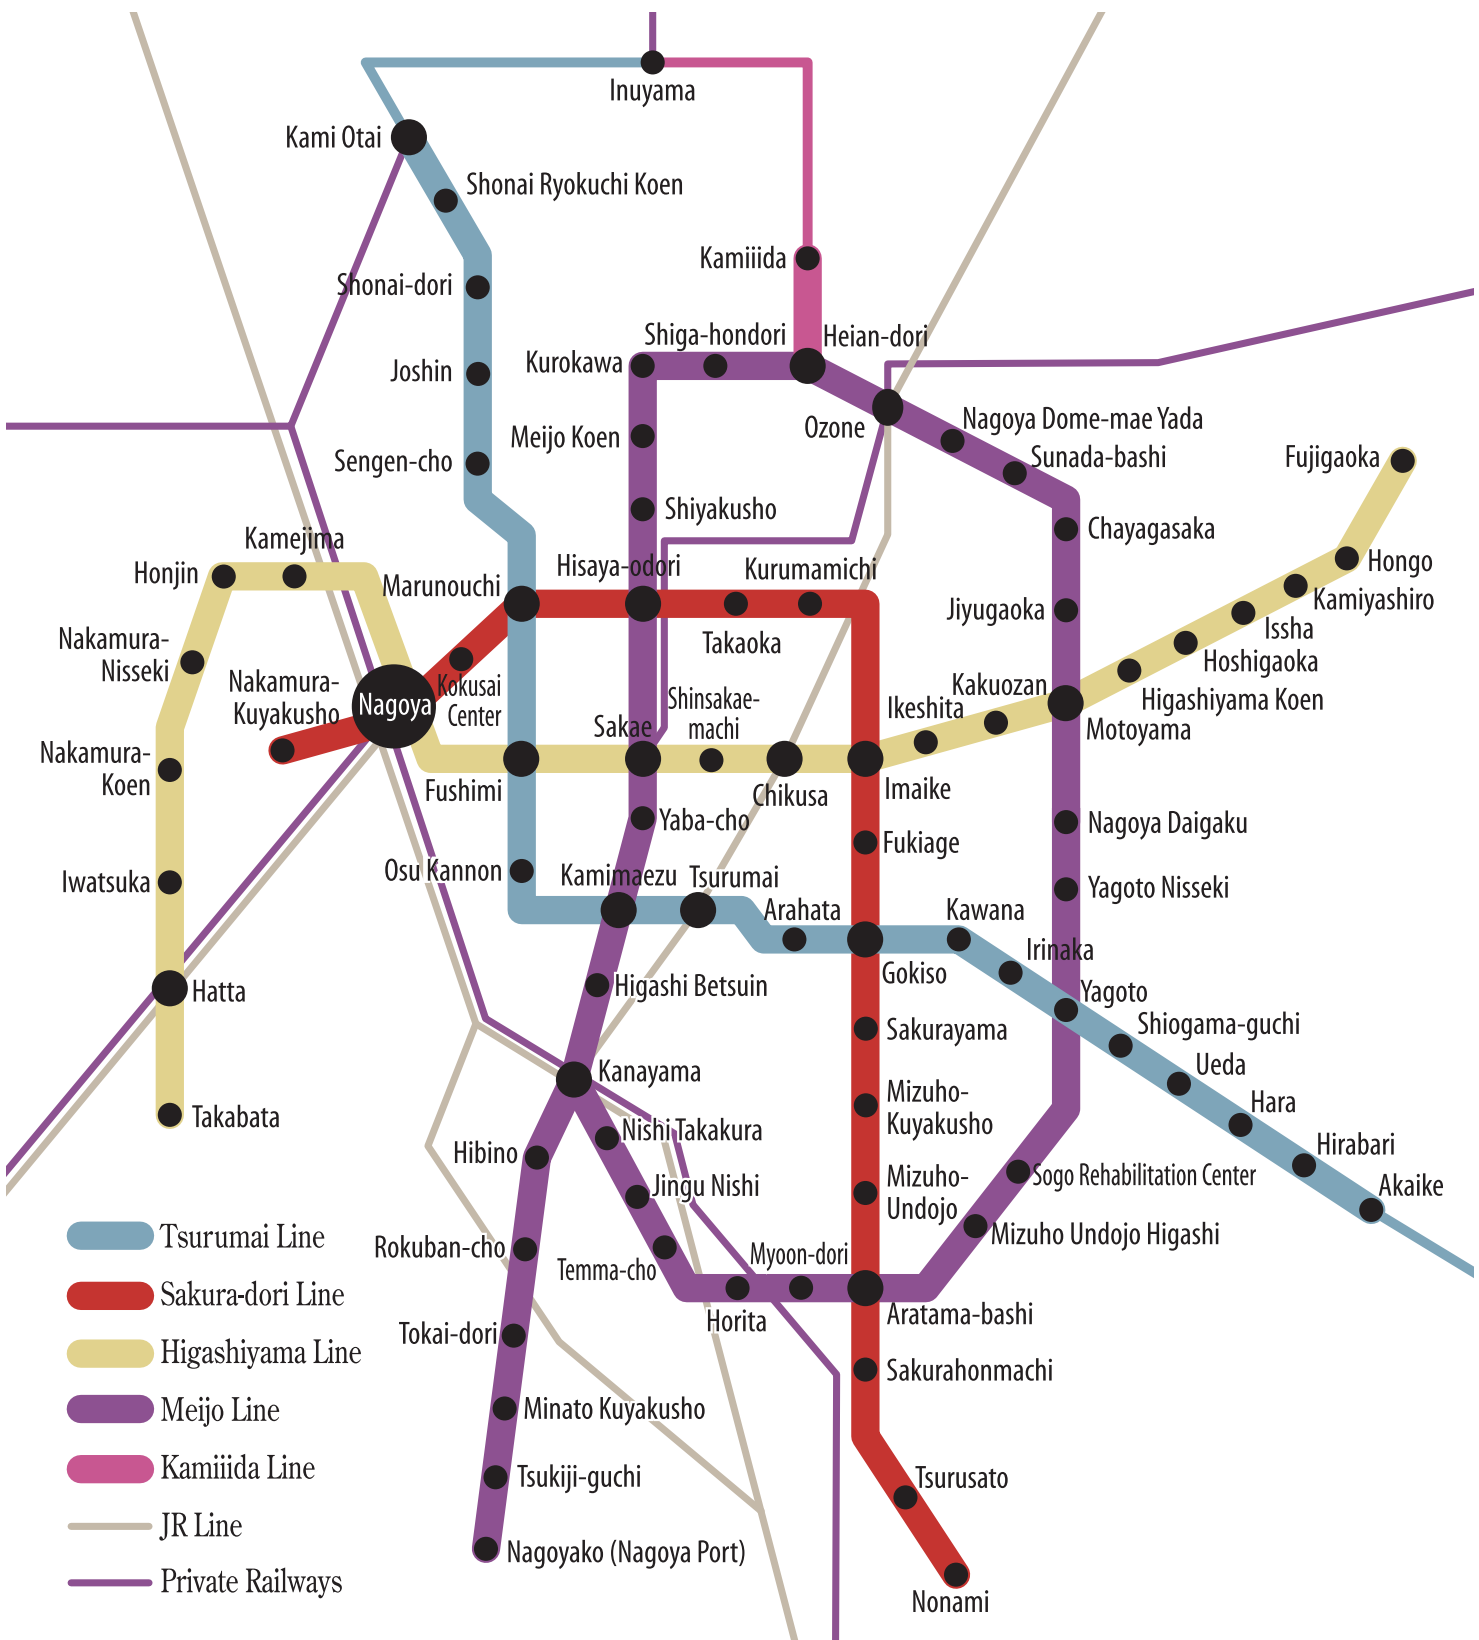 Inuyama
Kami Otai
Shonai Ryokuchi Koen
Kamiiida
Shonai-dori
Shiga-hondori
Heian-dori
Kurokawa
Joshin
Ozone
Nagoya Dome-mae Yada
Meijo Koen
Sunada-bashi
Fujigaoka
Sengen-cho
Shiyakusho
Chayagasaka
Kamejima
Hongo
Honjin
Marunouchi
Hisaya-odori
Kurumamichi
Kamiyashiro
Jiyugaoka
Issha
Nakamura-
Nisseki
Takaoka
Hoshigaoka
Nakamura-
Kuyakusho
Nagoya
Kokusai
Center
Shinsakae-
machi
Kakuozan
Ikeshita
Higashiyama Koen
Sakae
Motoyama
Nakamura-
Koen
Fushimi
Chikusa
Imaike
Yaba-cho
Nagoya Daigaku
Fukiage
Osu Kannon
Iwatsuka
Kamimaezu
Tsurumai
Yagoto Nisseki
Arahata
Kawana
Irinaka
Gokiso
Hatta
Higashi Betsuin
Yagoto
Shiogama-guchi
Sakurayama
Ueda
Kanayama
Mizuho-
Kuyakusho
Hara
Takabata
Nishi Takakura
Hirabari
Hibino
Sogo Rehabilitation Center
Jingu Nishi
Mizuho-
Undojo
Akaike
Tsurumai Line
Rokuban-cho
Mizuho Undojo Higashi
Myoon-dori
Temma-cho
Sakura-dori Line
Horita
Aratama-bashi
Tokai-dori
Higashiyama Line
Sakurahonmachi
Meijo Line
Minato Kuyakusho
Kamiiida Line
Tsukiji-guchi
Tsurusato
JR Line
Nagoyako (Nagoya Port)
Private Railways
Nonami